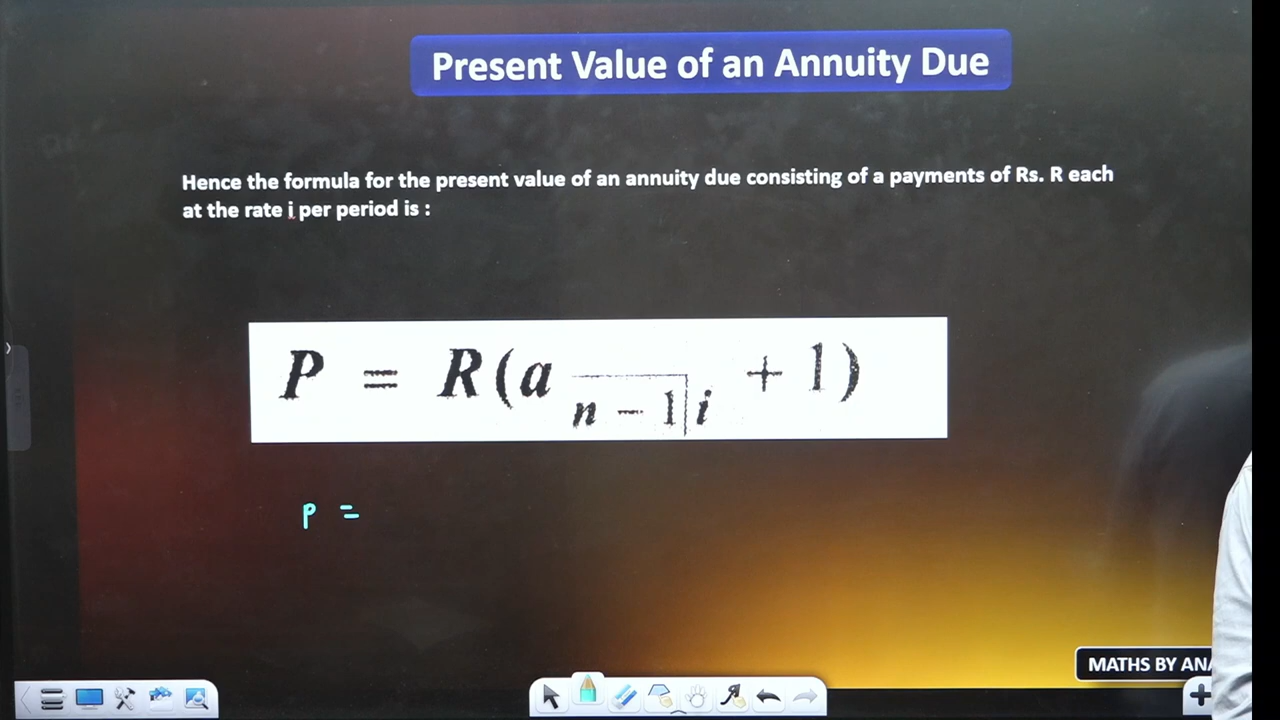 Present Value of an Annuity Due
Hence the formula for the present value of an annuity due consisting of a payments of Rs. R each
at the rate i per period is :
P = R(a n − 1| i + 1)
P =
MATHS BY